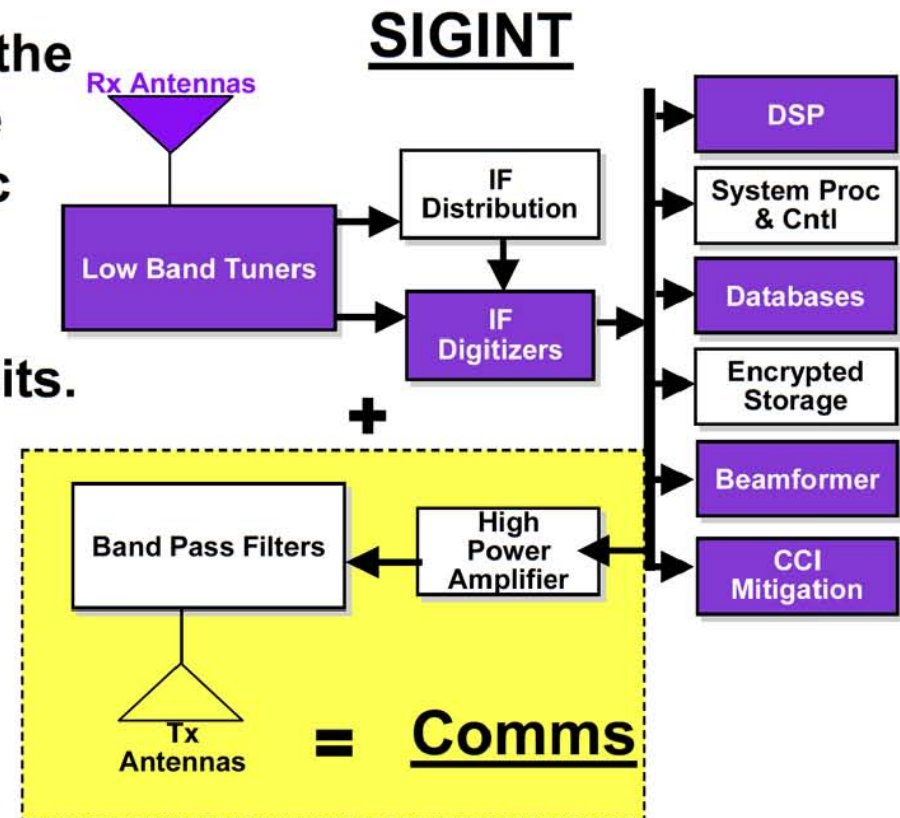 the
its.
SIGINT
Rx Antennas
Low Band Tuners
IF
Distribution
IF
Digitizers
DSP
System Proc
& Cntl
Databases
Encrypted
Storage
Beamformer
CCI
Mitigation
+
Band Pass Filters
High
Power
Amplifier
Tx
Antennas
= Comms